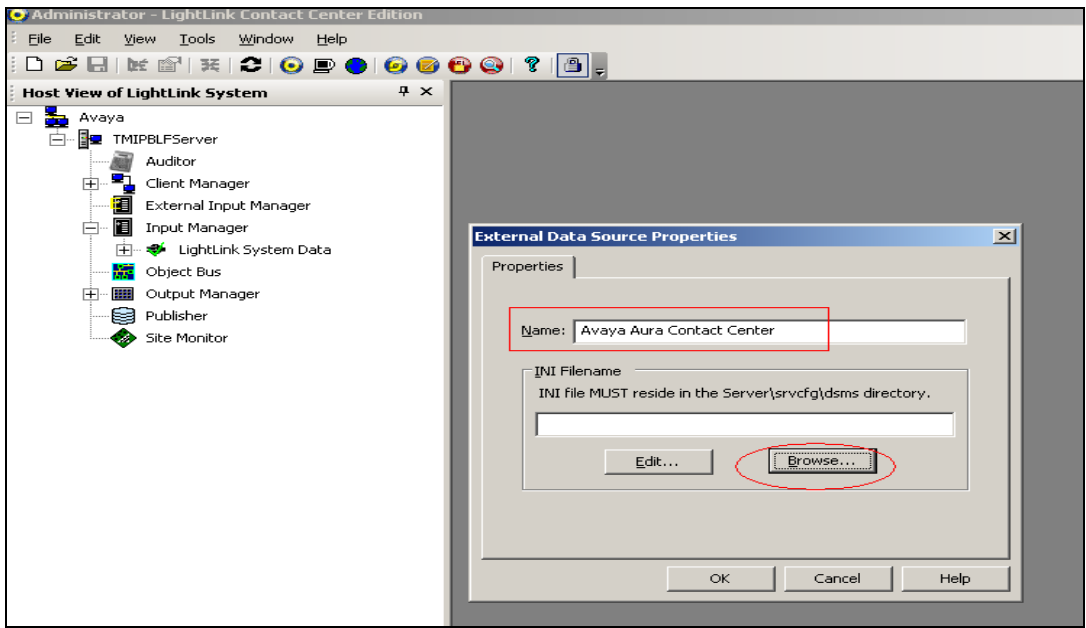 Administrator - LightLink Contact Center Edition
File Edit View Tools Window Help
Host View of LightLink System
Avaya
TMIPBLFServer
Auditor
Client Manager
External Input Manager
Input Manager
LightLink System Data
Object Bus
Output Manager
Publisher
Site Monitor
External Data Source Properties
Properties
Name: Avaya Aura Contact Center
INI Filename
INI file MUST reside in the Server\srvcfg\dsms directory.
Edit... Browse...
OK Cancel Help